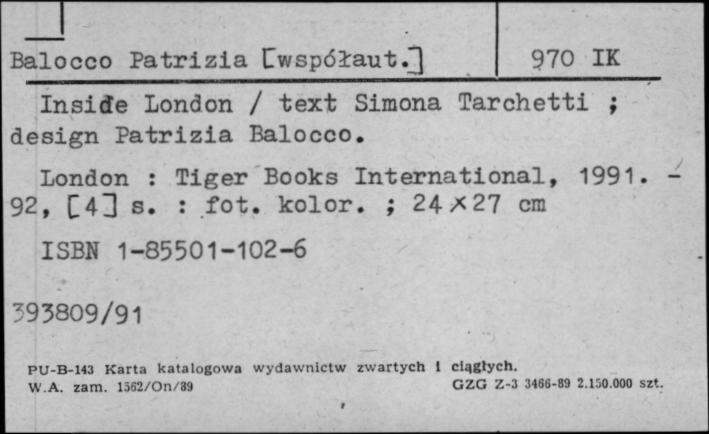 Balocco Patrizia [współaut.] 970 IK
Inside London / text Simona Tarchetti ;
design Patrizia Balocco.
London : Tiger Books International, 1991. -
92, [4] s. : fot. kolor. ; 24×27 cm
ISBN 1-85501-102-6
393809/91
PU-B-143 Karta katalogowa wydawnictw zwartych i ciągłych.
W.A. zam. 1562/On/89 GZG Z-3 3466-89 2.150.000 szt.